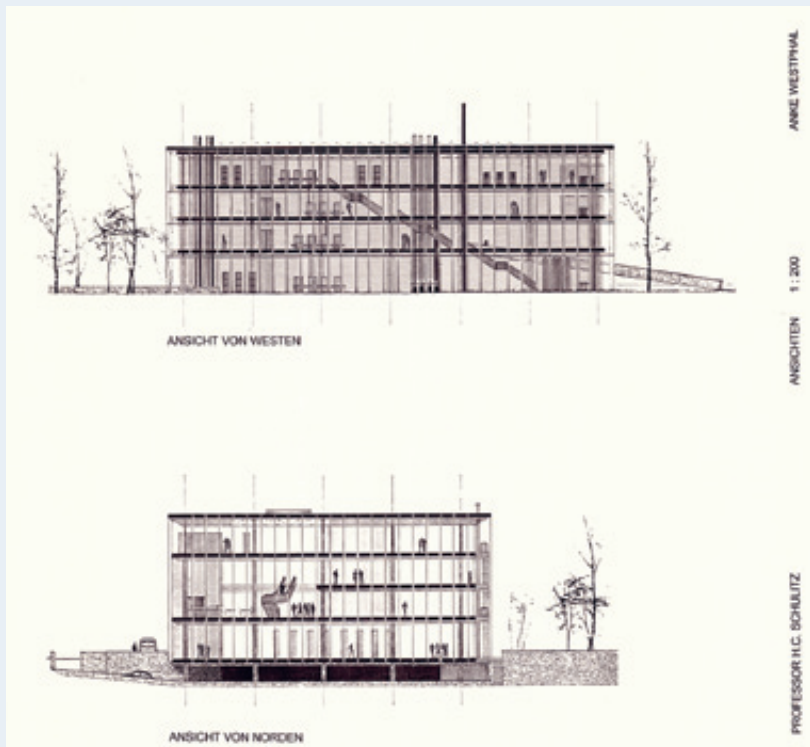 ANSICHT VON WESTEN
ANSICHT VON NORDEN
ANKE WESTPHAL
ANSICHTEN 1 : 200
PROFESSOR H.C. SCHULITZ